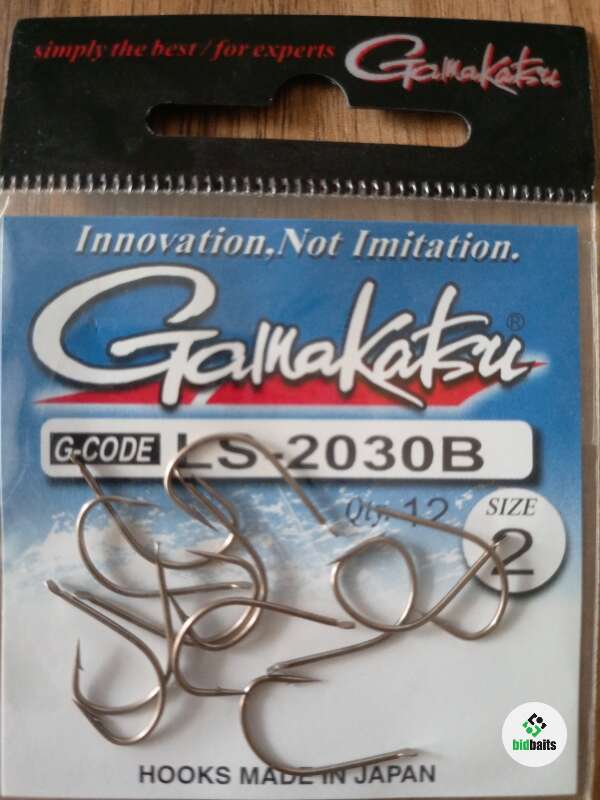 simply the best / for experts Gamakatsu
Innovation, Not Imitation.
Gamakatsu®
G-CODE LS-2030B
Qty. 12
SIZE
2
HOOKS MADE IN JAPAN
bidbaits